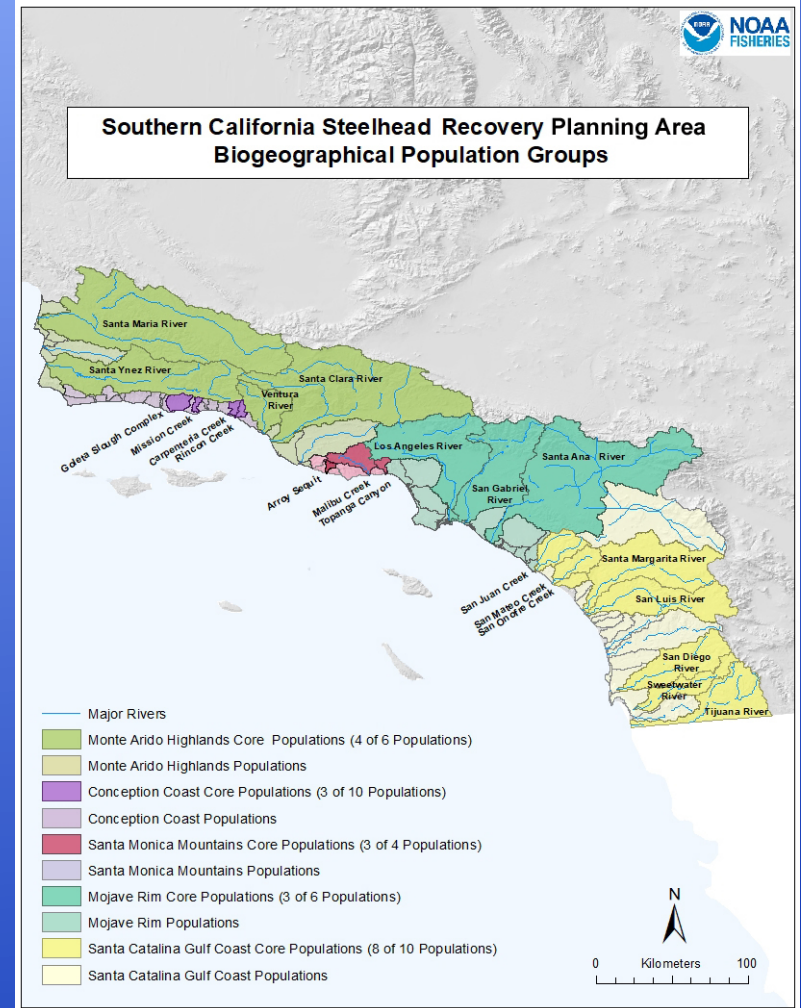 NOAA
NOAA
FISHERIES
Southern California Steelhead Recovery Planning Area
Biogeographical Population Groups
Santa Maria River
Santa Ynez River
Santa Clara River
Ventura
River
Goleta Slough Complex
Mission Creek
Carpenteria Creek
Rincon Creek
Los Angeles River
Santa Ana River
San Gabriel
River
Arroy Sequit
Malibu Creek
Topanga Canyon
Santa Margarita River
San Luis River
San Juan Creek
San Mateo Creek
San Onofre Creek
San Diego
River
Sweetwater
River
Tijuana River
Major Rivers
Monte Arido Highlands Core Populations (4 of 6 Populations)
Monte Arido Highlands Populations
Conception Coast Core Populations (3 of 10 Populations)
Conception Coast Populations
Santa Monica Mountains Core Populations (3 of 4 Populations)
Santa Monica Mountains Populations
Mojave Rim Core Populations (3 of 6 Populations)
Mojave Rim Populations
Santa Catalina Gulf Coast Core Populations (8 of 10 Populations)
Santa Catalina Gulf Coast Populations
N
0 Kilometers 100